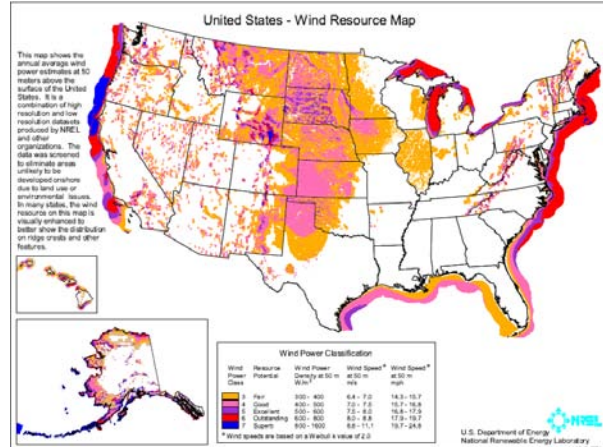 United States - Wind Resource Map
This map shows the
annual average wind
power estimates at 50
meters above the
surface of the United
States. It is a
combination of high
resolution and low
resolution datasets
produced by NREL
and other
organizations. The
data was screened
to eliminate areas
unlikely to be
developed onshore
due to land use or
environmental issues.
In many states, the wind
resource on this map is
visually enhanced to
better show the distribution
on ridge crests and other
features.
Wind Power Classification
Wind Resource Wind Power Wind Speed ª Wind Speed ª
Power Potential Density at 50 m at 50 m at 50 m
Class W/m² m/s mph
3 Fair 300 - 400 6.4 - 7.0 14.3 - 15.7
4 Good 400 - 500 7.0 - 7.5 15.7 - 16.8
5 Excellent 500 - 600 7.5 - 8.0 16.8 - 17.9
6 Outstanding 600 - 800 8.0 - 8.8 17.9 - 19.7
7 Superb 800 - 1600 8.8 - 11.1 19.7 - 24.8
ª Wind speeds are based on a Weibull k value of 2.0
NREL
U.S. Department of Energy
National Renewable Energy Laboratory